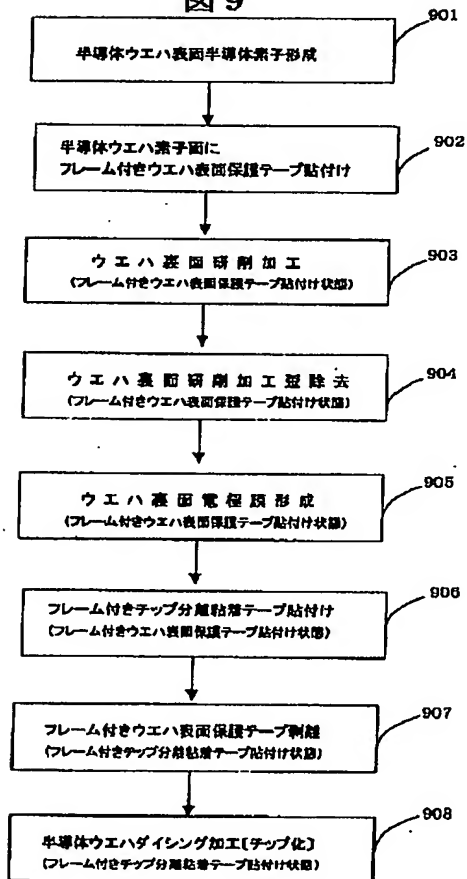 図9
901
半導体ウエハ表面半導体素子形成
902
半導体ウエハ素子面に
フレーム付きウエハ表面保護テープ貼付け
903
ウエハ裏面研削加工
(フレーム付きウエハ表面保護テープ貼付け状態)
904
ウエハ裏面研削加工歪除去
(フレーム付きウエハ表面保護テープ貼付け状態)
905
ウエハ裏面電極膜形成
(フレーム付きウエハ表面保護テープ貼付け状態)
906
フレーム付きチップ分離粘着テープ貼付け
(フレーム付きウエハ表面保護テープ貼付け状態)
907
フレーム付きウエハ表面保護テープ剥離
(フレーム付きチップ分離粘着テープ貼付け状態)
908
半導体ウエハダイシング加工[チップ化]
(フレーム付きチップ分離粘着テープ貼付け状態)